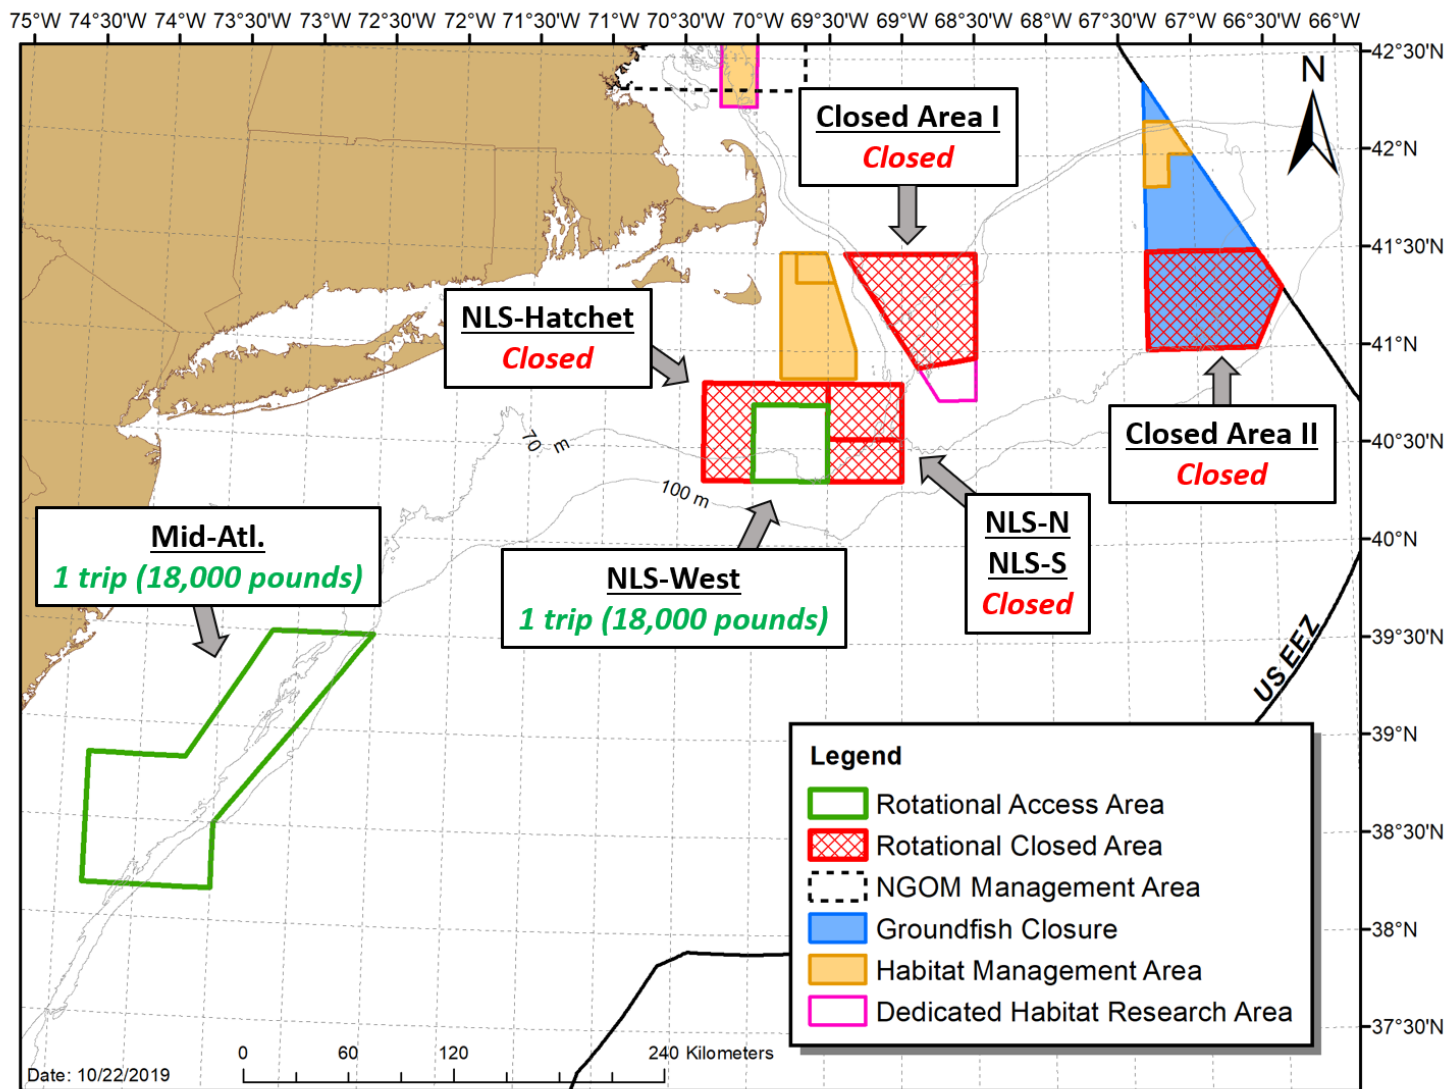 75°W 74°30'W 74°W 73°30'W 73°W 72°30'W 72°W 71°30'W 71°W 70°30'W 70°W 69°30'W 69°W 68°30'W 68°W 67°30'W 67°W 66°30'W 66°W
42°30'N
N
Closed Area I
Closed
42°N
41°30'N
NLS-Hatchet
Closed
41°N
Closed Area II
Closed
70 m
40°30'N
100 m
NLS-N
NLS-S
Closed
Mid-Atl.
1 trip (18,000 pounds)
NLS-West
1 trip (18,000 pounds)
40°N
39°30'N
US EEZ
39°N
38°30'N
38°N
37°30'N
Legend
Rotational Access Area
Rotational Closed Area
NGOM Management Area
Groundfish Closure
Habitat Management Area
Dedicated Habitat Research Area
0 60 120 240 Kilometers
Date: 10/22/2019